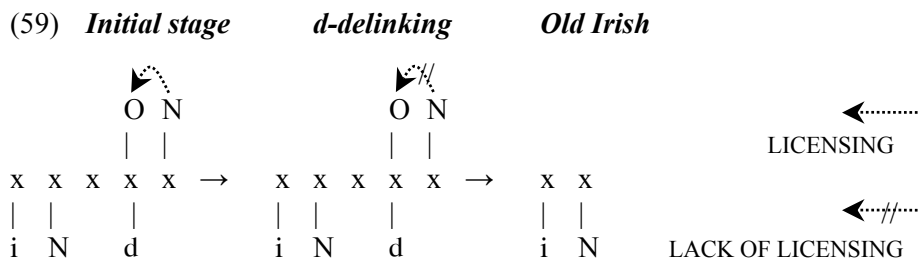 (59) Initial stage d-delinking Old Irish
O N O N
| | | | LICENSING
x x x x x → x x x x x → x x
| | | | | | | |
i N d i N d i N LACK OF LICENSING